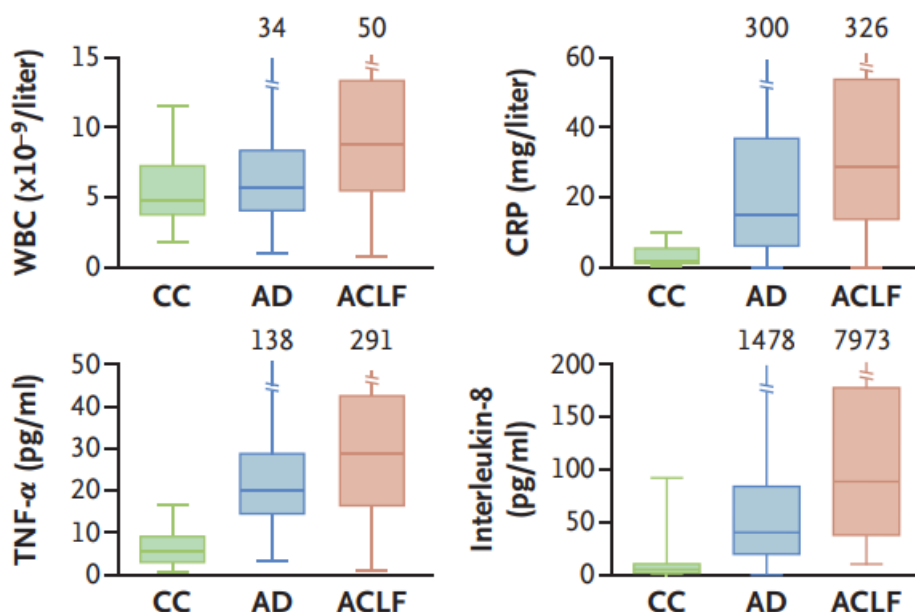 34 50
15
10
5
0
WBC (x10⁻⁹/liter)
CC AD ACLF
300 326
60
40
20
0
CRP (mg/liter)
CC AD ACLF
138 291
50
40
30
20
10
0
TNF-α (pg/ml)
CC AD ACLF
1478 7973
200
150
100
50
0
Interleukin-8
(pg/ml)
CC AD ACLF